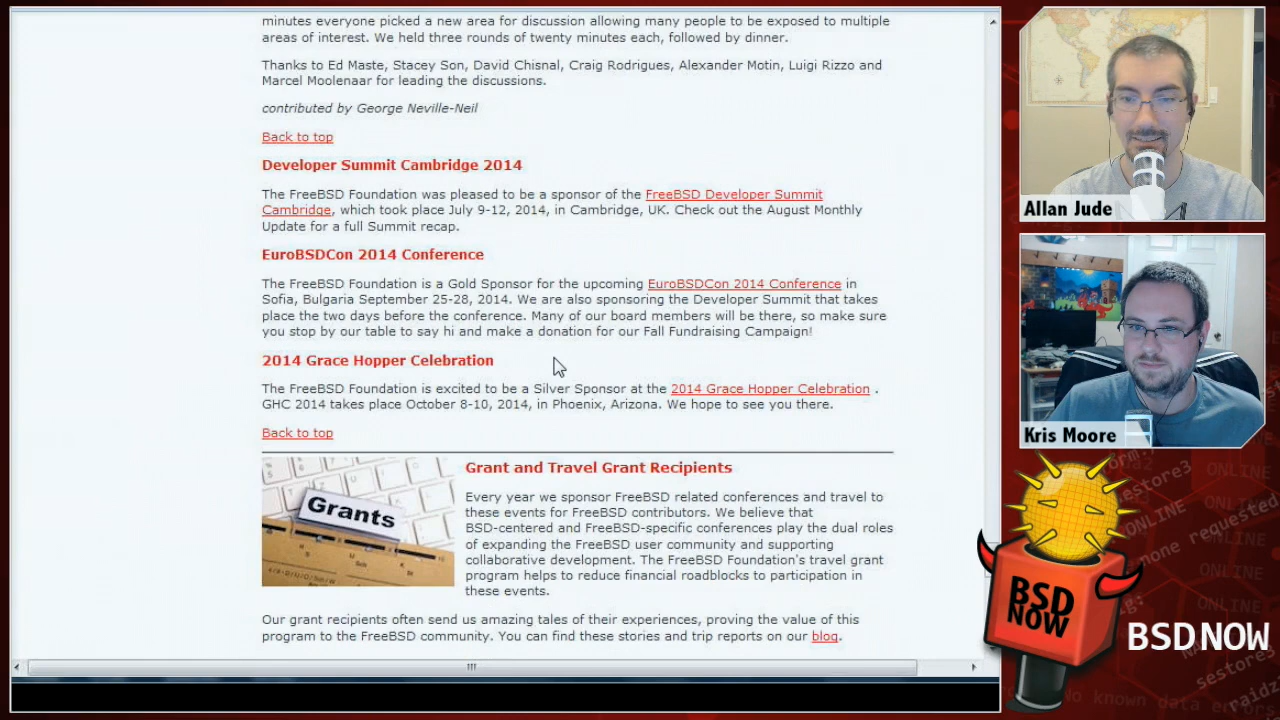 minutes everyone picked a new area for discussion allowing many people to be exposed to multiple
areas of interest. We held three rounds of twenty minutes each, followed by dinner.
Thanks to Ed Maste, Stacey Son, David Chisnal, Craig Rodrigues, Alexander Motin, Luigi Rizzo and
Marcel Moolenaar for leading the discussions.
contributed by George Neville-Neil
Back to top
Developer Summit Cambridge 2014
The FreeBSD Foundation was pleased to be a sponsor of the FreeBSD Developer Summit
Cambridge, which took place July 9-12, 2014, in Cambridge, UK. Check out the August Monthly
Update for a full Summit recap.
EuroBSDCon 2014 Conference
The FreeBSD Foundation is a Gold Sponsor for the upcoming EuroBSDCon 2014 Conference in
Sofia, Bulgaria September 25-28, 2014. We are also sponsoring the Developer Summit that takes
place the two days before the conference. Many of our board members will be there, so make sure
you stop by our table to say hi and make a donation for our Fall Fundraising Campaign!
2014 Grace Hopper Celebration
The FreeBSD Foundation is excited to be a Silver Sponsor at the 2014 Grace Hopper Celebration .
GHC 2014 takes place October 8-10, 2014, in Phoenix, Arizona. We hope to see you there.
Back to top
Grants
Grant and Travel Grant Recipients
Every year we sponsor FreeBSD related conferences and travel to
these events for FreeBSD contributors. We believe that
BSD-centered and FreeBSD-specific conferences play the dual roles
of expanding the FreeBSD user community and supporting
collaborative development. The FreeBSD Foundation's travel grant
program helps to reduce financial roadblocks to participation in
these events.
Our grant recipients often send us amazing tales of their experiences, proving the value of this
program to the FreeBSD community. You can find these stories and trip reports on our blog.
Allan Jude
Kris Moore
BSD
NOW
BSD NOW
ONLINE
ONLINE
none requested
ONLINE
ONLINE
sestore3
No known data